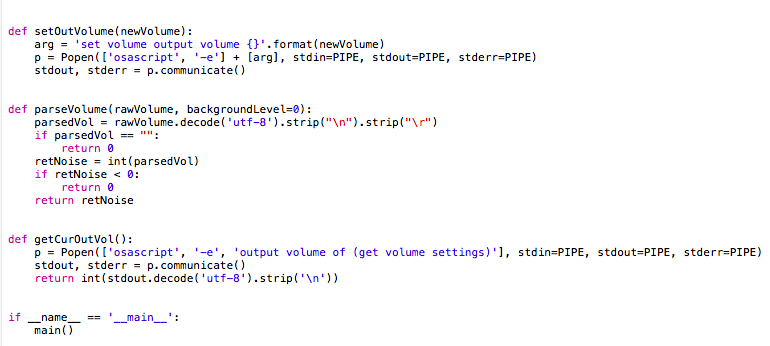 def setOutVolume(newVolume):
    arg = 'set volume output volume {}'.format(newVolume)
    p = Popen(['osascript', '-e'] + [arg], stdin=PIPE, stdout=PIPE, stderr=PIPE)
    stdout, stderr = p.communicate()
def parseVolume(rawVolume, backgroundLevel=0):
    parsedVol = rawVolume.decode('utf-8').strip("\n").strip("\r")
    if parsedVol == "":
        return 0
    retNoise = int(parsedVol)
    if retNoise < 0:
        return 0
    return retNoise
def getCurOutVol():
    p = Popen(['osascript', '-e', 'output volume of (get volume settings)'], stdin=PIPE, stdout=PIPE, stderr=PIPE)
    stdout, stderr = p.communicate()
    return int(stdout.decode('utf-8').strip('\n'))
if __name__ == '__main__':
    main()